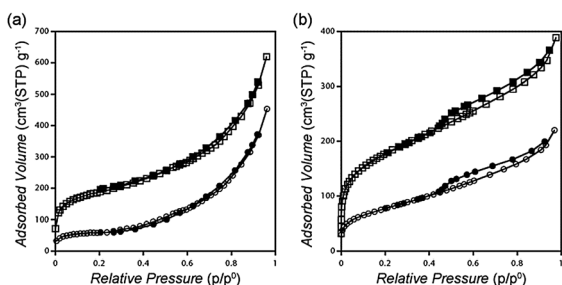 (a)
700
600
500
400
300
200
100
0
0 0.2 0.4 0.6 0.8 1
Adsorbed Volume (cm³(STP) g⁻¹)
Relative Pressure (p/p⁰)
(b)
400
300
200
100
0
0 0.2 0.4 0.6 0.8 1
Adsorbed Volume (cm³(STP) g⁻¹)
Relative Pressure (p/p⁰)